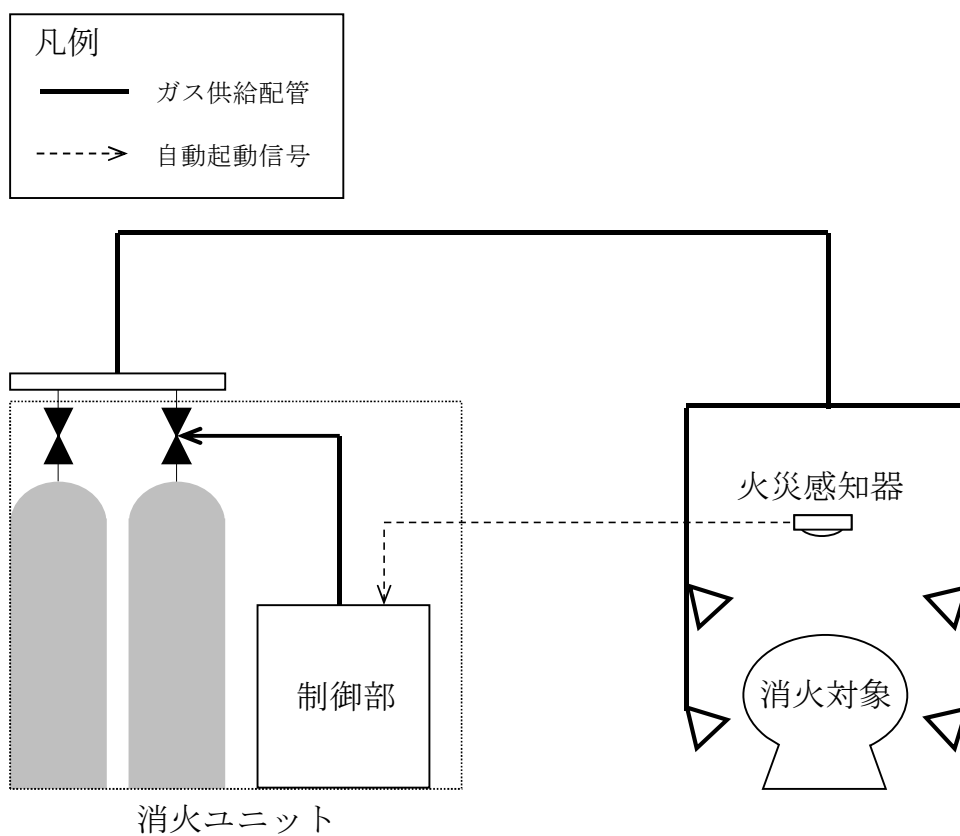 凡例
ガス供給配管
自動起動信号
火災感知器
制御部
消火対象
消火ユニット